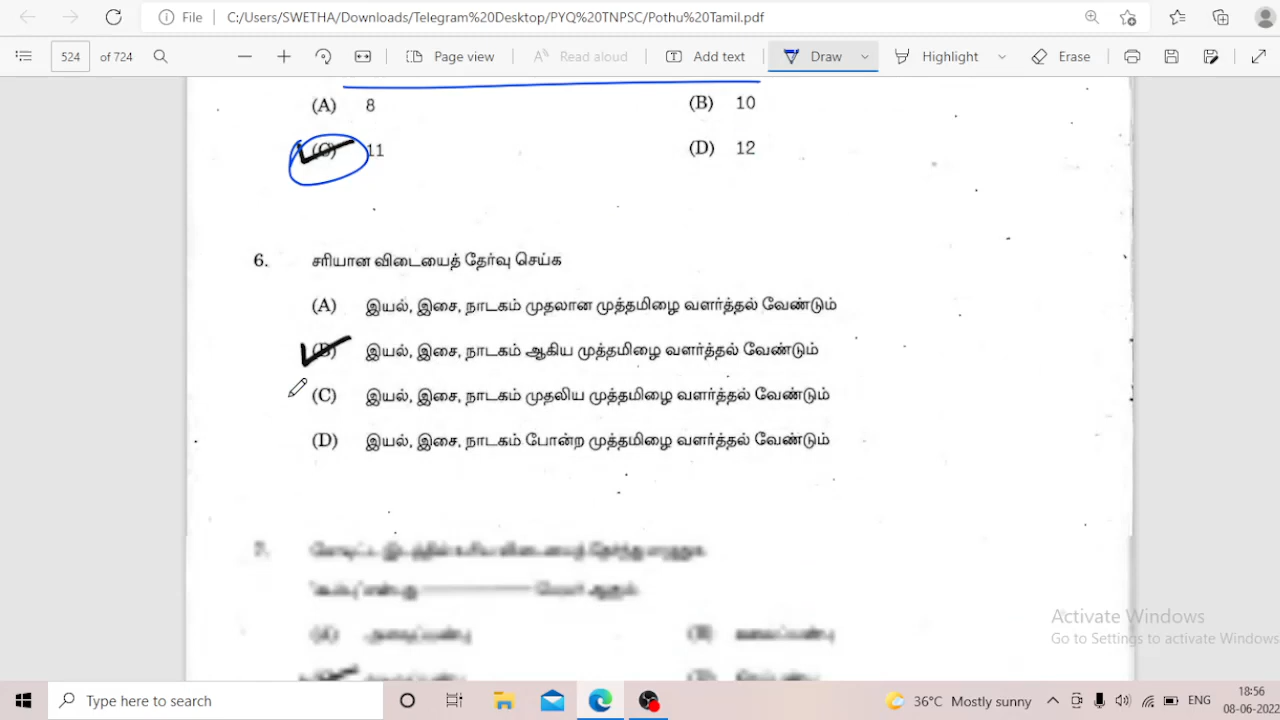 File C:/Users/SWETHA/Downloads/Telegram%20Desktop/PYQ%20TNPSC/Pothu%20Tamil.pdf
524 of 724 Page view Read aloud Add text Draw Highlight Erase
(A) 8 (B) 10
(C) 11 (D) 12
6. சரியான விடையைத் தேர்வு செய்க
(A) இயல், இசை, நாடகம் முதலான முத்தமிழை வளர்த்தல் வேண்டும்
(B) இயல், இசை, நாடகம் ஆகிய முத்தமிழை வளர்த்தல் வேண்டும்
(C) இயல், இசை, நாடகம் முதலிய முத்தமிழை வளர்த்தல் வேண்டும்
(D) இயல், இசை, நாடகம் போன்ற முத்தமிழை வளர்த்தல் வேண்டும்
7.
(A) (B)
Activate Windows
Go to Settings to activate Windows
Type here to search 36°C Mostly sunny ENG 18:56
08-06-2022